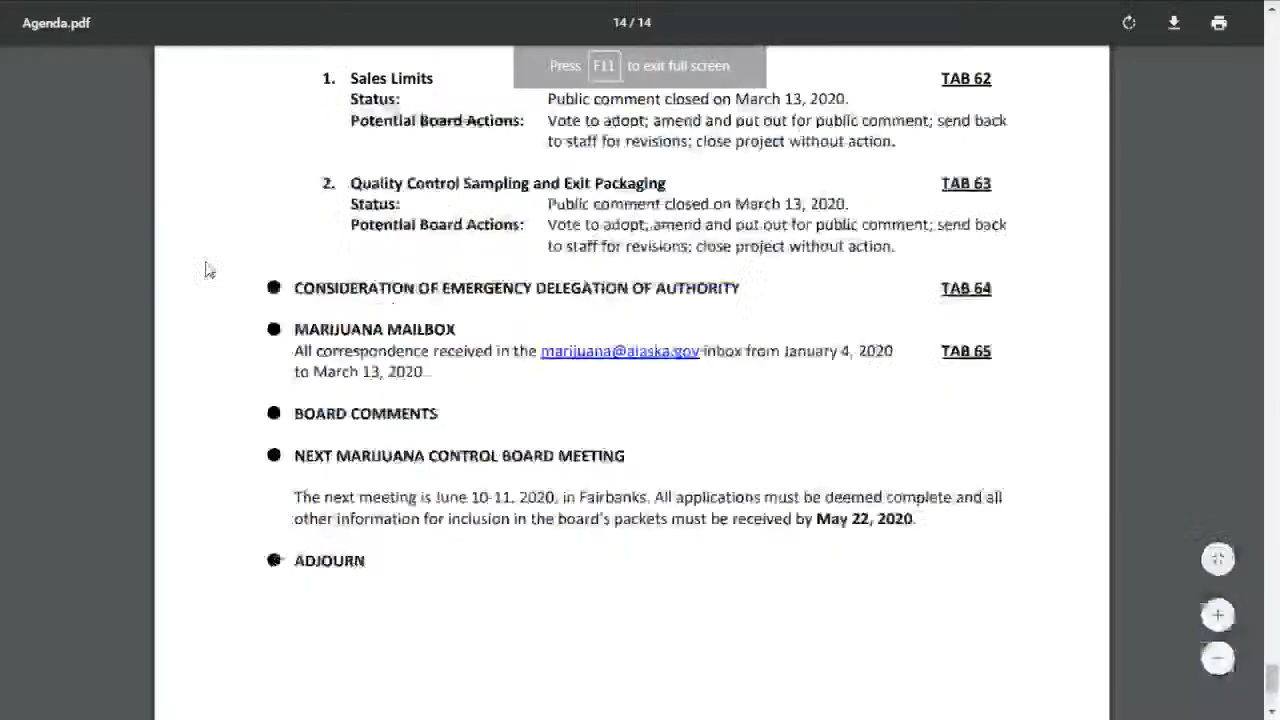 Agenda.pdf
14 / 14
Press F11 to exit full screen
1. Sales Limits TAB 62
Status: Public comment closed on March 13, 2020.
Potential Board Actions: Vote to adopt; amend and put out for public comment; send back
to staff for revisions; close project without action.
2. Quality Control Sampling and Exit Packaging TAB 63
Status: Public comment closed on March 13, 2020.
Potential Board Actions: Vote to adopt; amend and put out for public comment; send back
to staff for revisions; close project without action.
● CONSIDERATION OF EMERGENCY DELEGATION OF AUTHORITY TAB 64
● MARIJUANA MAILBOX
All correspondence received in the marijuana@alaska.gov inbox from January 4, 2020 TAB 65
to March 13, 2020.
● BOARD COMMENTS
● NEXT MARIJUANA CONTROL BOARD MEETING
The next meeting is June 10-11, 2020, in Fairbanks. All applications must be deemed complete and all
other information for inclusion in the board's packets must be received by May 22, 2020.
● ADJOURN